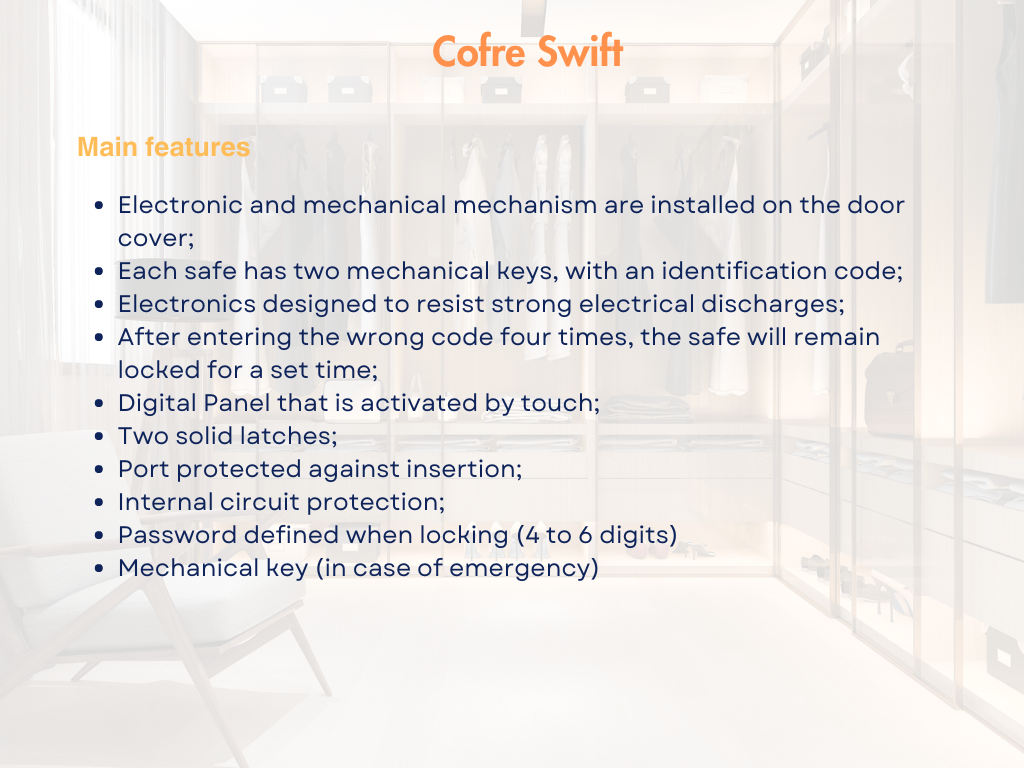 Cofre Swift
Main features
• Electronic and mechanical mechanism are installed on the door
cover;
• Each safe has two mechanical keys, with an identification code;
• Electronics designed to resist strong electrical discharges;
• After entering the wrong code four times, the safe will remain
locked for a set time;
• Digital Panel that is activated by touch;
• Two solid latches;
• Port protected against insertion;
• Internal circuit protection;
• Password defined when locking (4 to 6 digits)
• Mechanical key (in case of emergency)